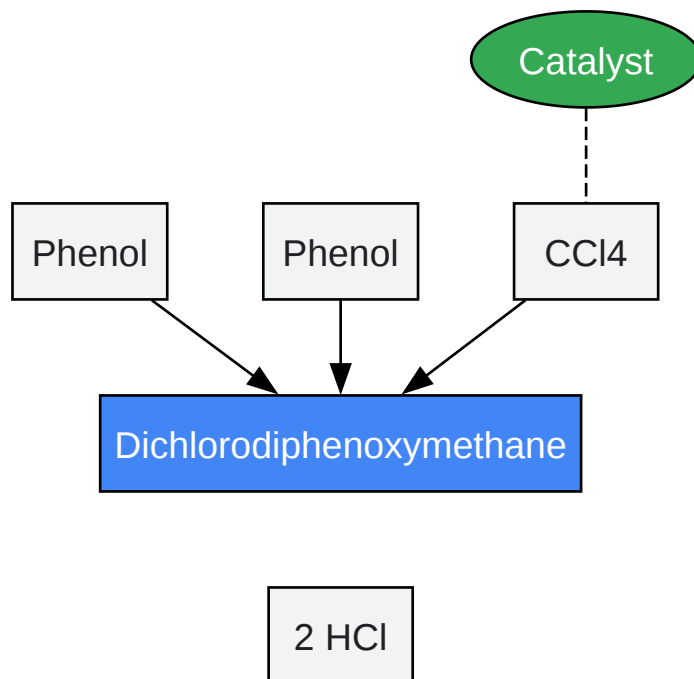 Catalyst
Phenol
Phenol
CCl4
Dichlorodiphenoxymethane
2 HCl